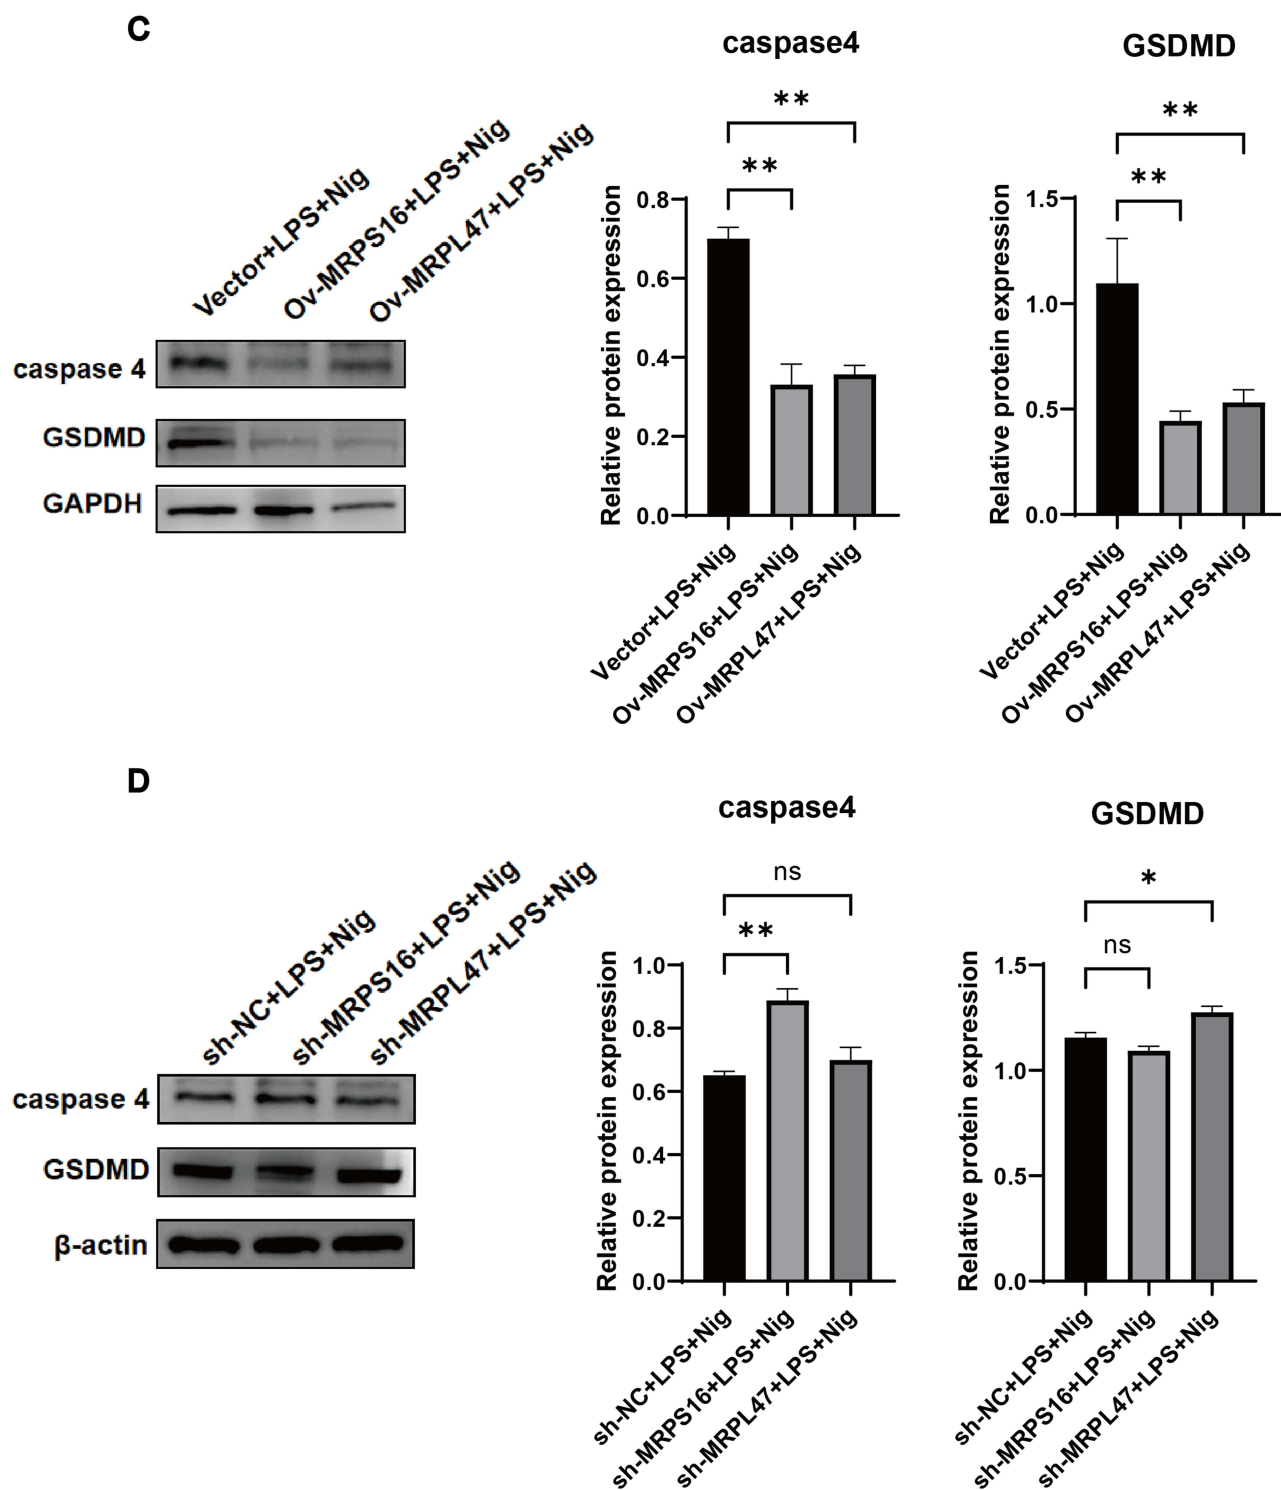 C
Vector+LPS+Nig
Ov-MRPS16+LPS+Nig
Ov-MRPL47+LPS+Nig
caspase 4
GSDMD
GAPDH
caspase4
**
**
Relative protein expression
0.8
0.6
0.4
0.2
0.0
Vector+LPS+Nig
Ov-MRPS16+LPS+Nig
Ov-MRPL47+LPS+Nig
GSDMD
**
**
Relative protein expression
1.5
1.0
0.5
0.0
Vector+LPS+Nig
Ov-MRPS16+LPS+Nig
Ov-MRPL47+LPS+Nig
D
sh-NC+LPS+Nig
sh-MRPS16+LPS+Nig
sh-MRPL47+LPS+Nig
caspase 4
GSDMD
β-actin
caspase4
ns
**
Relative protein expression
1.0
0.8
0.6
0.4
0.2
0.0
sh-NC+LPS+Nig
sh-MRPS16+LPS+Nig
sh-MRPL47+LPS+Nig
GSDMD
*
ns
Relative protein expression
1.5
1.0
0.5
0.0
sh-NC+LPS+Nig
sh-MRPS16+LPS+Nig
sh-MRPL47+LPS+Nig